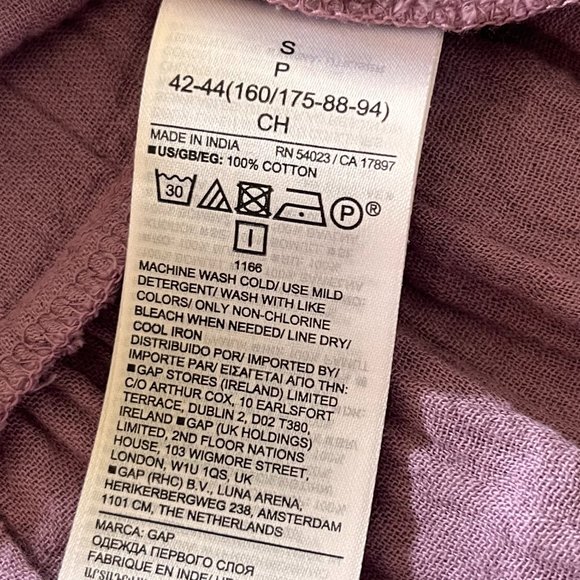 S
P
42-44(160/175-88-94)
CH
MADE IN INDIA RN 54023 / CA 17897
■US/GB/EG: 100% COTTON
30 P ®
I
1166
MACHINE WASH COLD/ USE MILD
DETERGENT/ WASH WITH LIKE
COLORS/ ONLY NON-CHLORINE
BLEACH WHEN NEEDED/ LINE DRY/
COOL IRON
DISTRIBUIDO POR/ IMPORTED BY/
IMPORTE PAR/ ΕΙΣΑΓΕΤΑΙ ΑΠΟ ΤΗΝ:
■GAP STORES (IRELAND) LIMITED
C/O ARTHUR COX, 10 EARLSFORT
TERRACE, DUBLIN 2, D02 T380,
IRELAND ■GAP (UK HOLDINGS)
LIMITED, 2ND FLOOR NATIONS
HOUSE, 103 WIGMORE STREET,
LONDON, W1U 1QS, UK
■GAP (RHC) B.V., LUNA ARENA,
HERIKERBERGWEG 238, AMSTERDAM
1101 CM, THE NETHERLANDS
MARCA: GAP
ОДЕЖДА ПЕРВОГО СЛОЯ
FABRIQUE EN INDE/